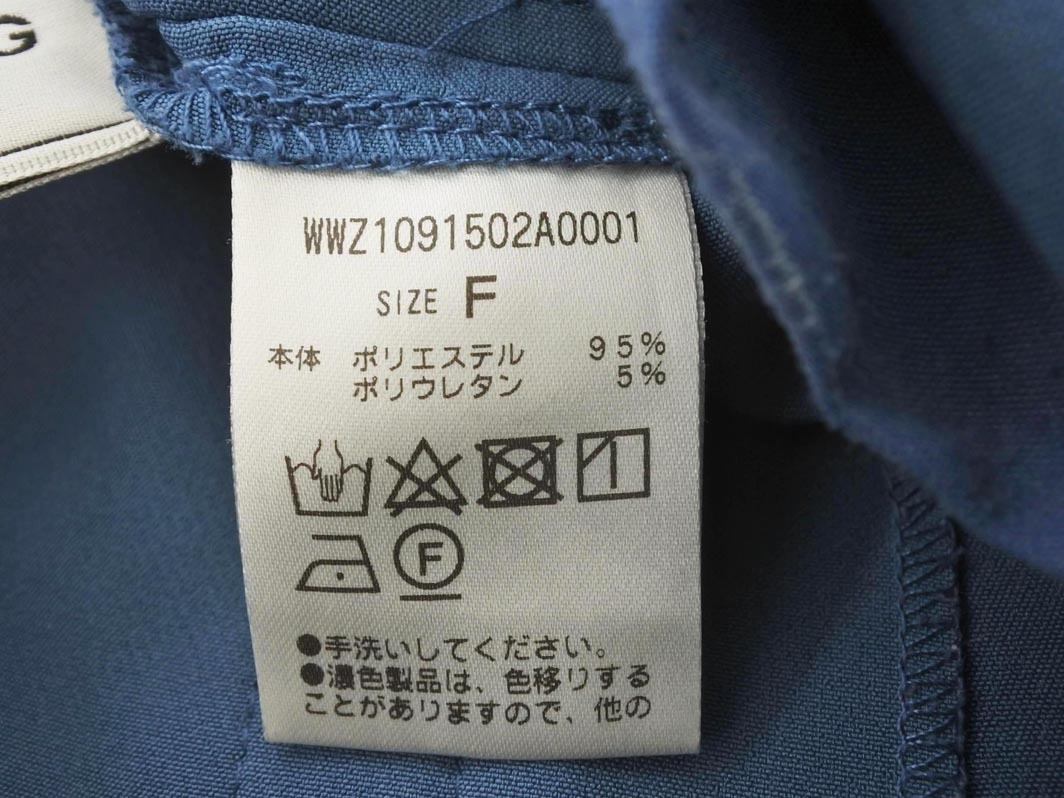 G
WWZ1091502A0001
SIZE F
本体 ポリエステル 95%
ポリウレタン 5%
F
●手洗いしてください。
●濃色製品は、色移りする
ことがありますので、他の